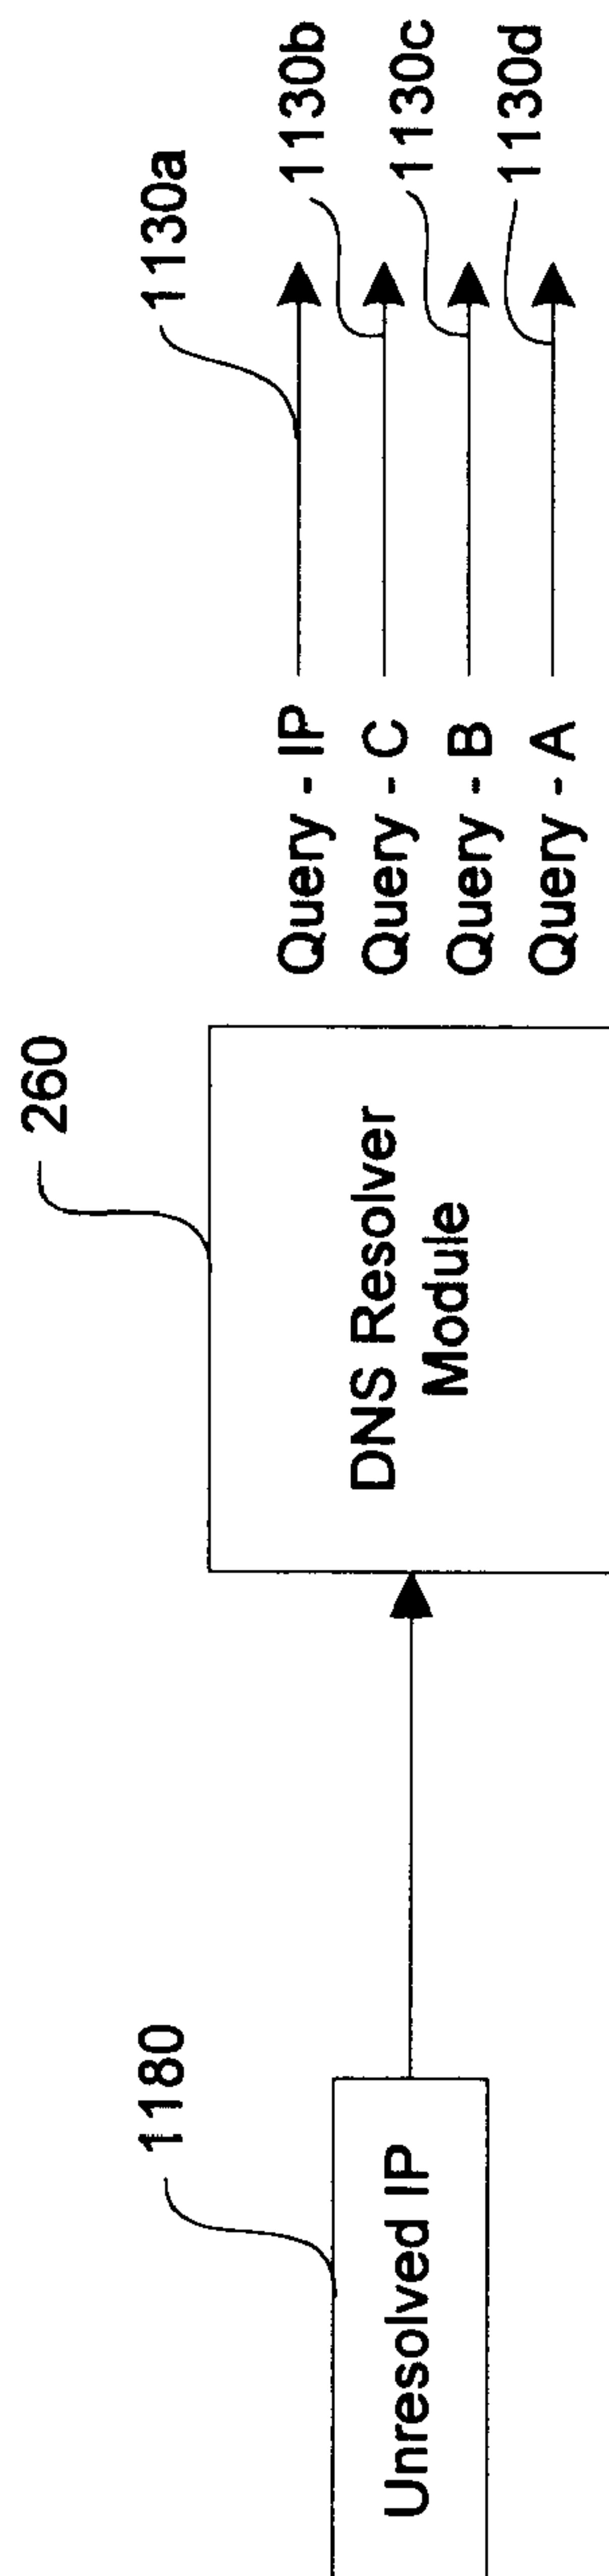 1180
Unresolved IP
260
DNS Resolver
Module
Query - IP
Query - C
Query - B
Query - A
1130a
1130b
1130c
1130d